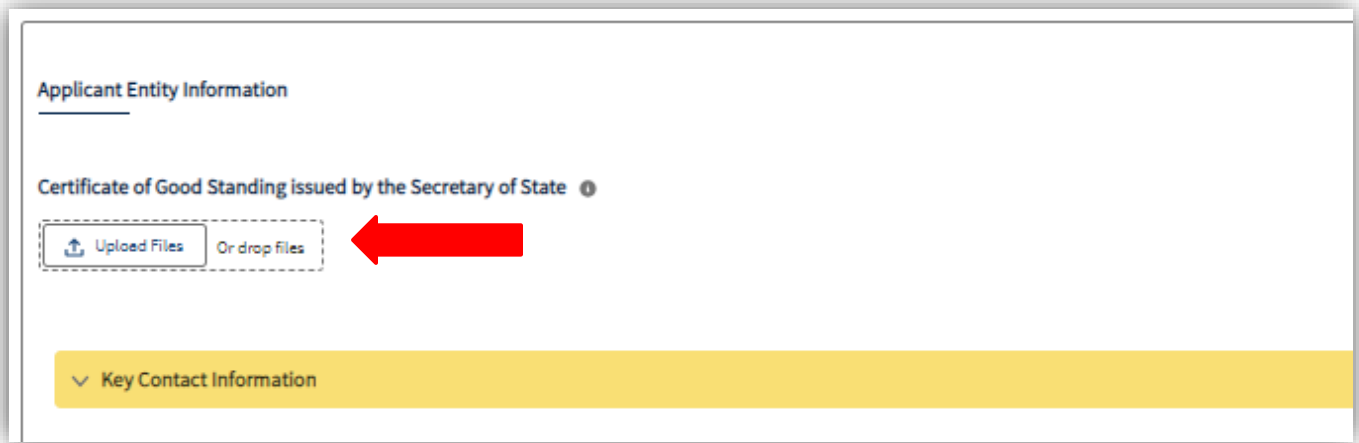 Applicant Entity Information
Certificate of Good Standing issued by the Secretary of State
Upload Files Or drop files
Key Contact Information